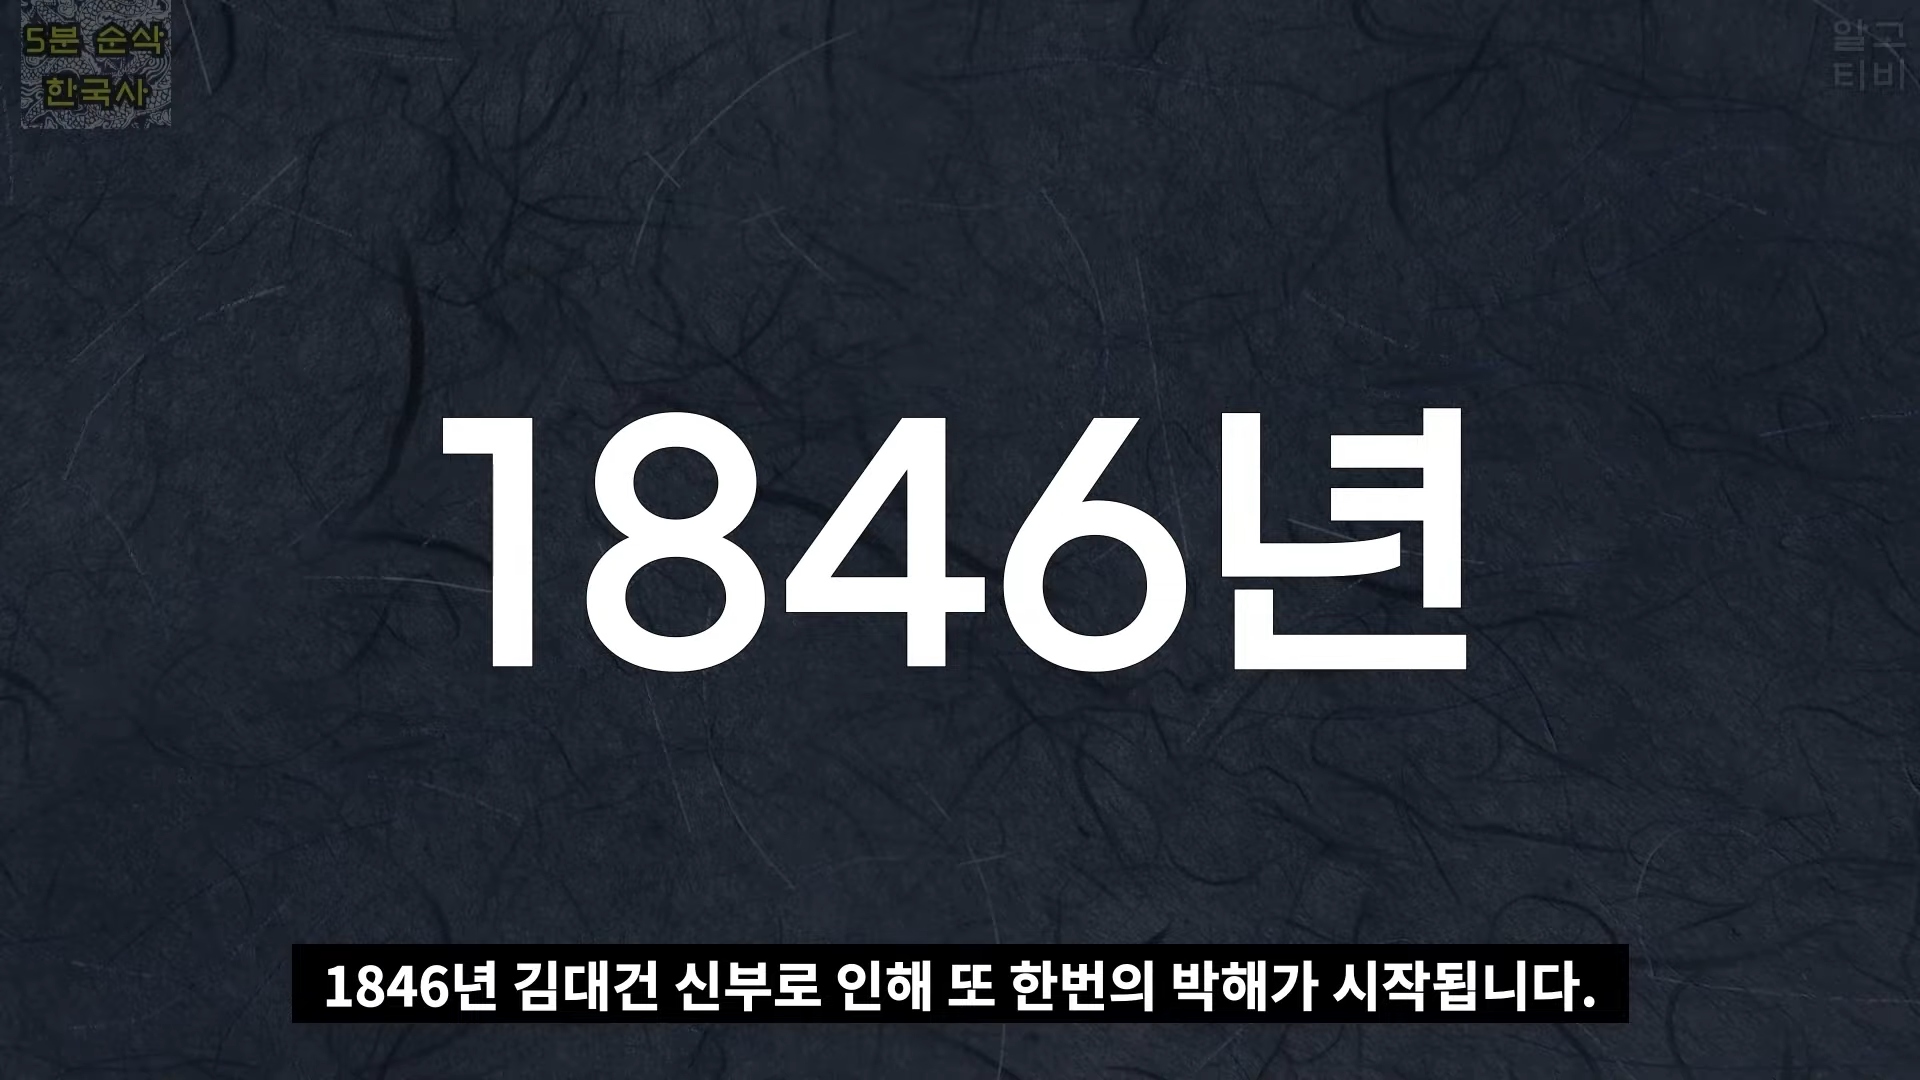 5분 순삭
한국사
알고
티비
1846년
1846년 김대건 신부로 인해 또 한번의 박해가 시작됩니다.